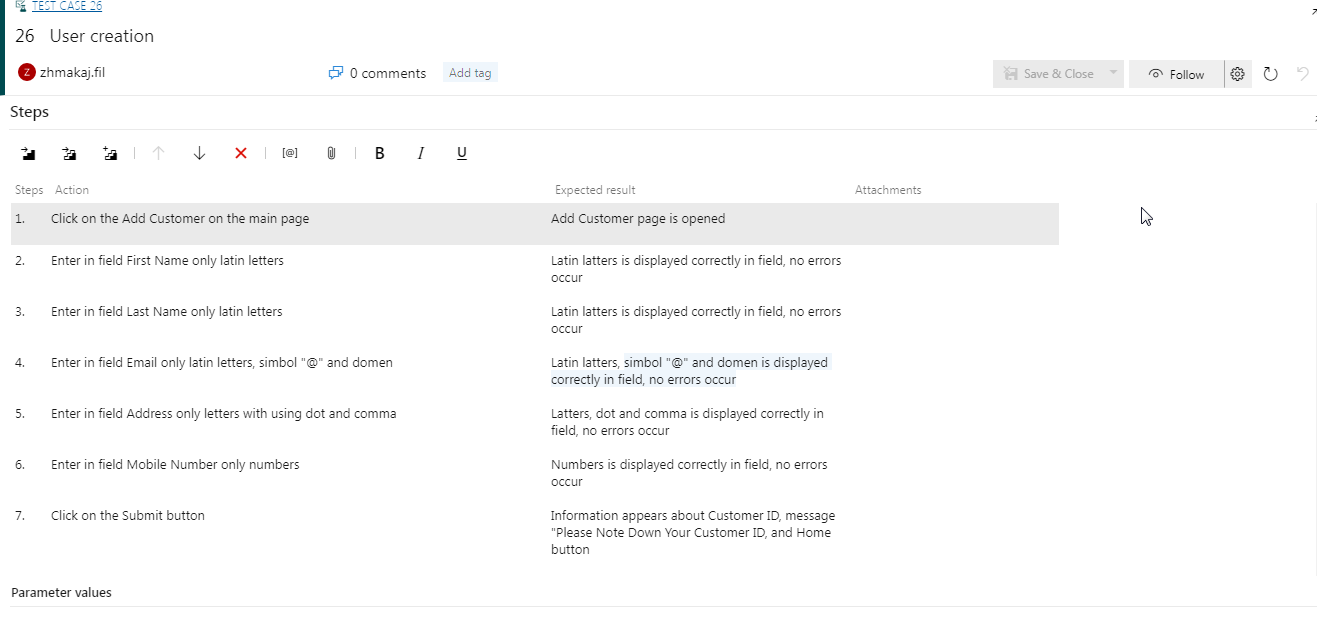 TEST CASE 26
26 User creation
Z zhmakaj.fil 0 comments Add tag Save & Close Follow
Steps
[@] B I U
Steps Action Expected result Attachments
1. Click on the Add Customer on the main page Add Customer page is opened
2. Enter in field First Name only latin letters Latin latters is displayed correctly in field, no errors
occur
3. Enter in field Last Name only latin letters Latin latters is displayed correctly in field, no errors
occur
4. Enter in field Email only latin letters, simbol "@" and domen Latin latters, simbol "@" and domen is displayed
correctly in field, no errors occur
5. Enter in field Address only letters with using dot and comma Latters, dot and comma is displayed correctly in
field, no errors occur
6. Enter in field Mobile Number only numbers Numbers is displayed correctly in field, no errors
occur
7. Click on the Submit button Information appears about Customer ID, message
"Please Note Down Your Customer ID, and Home
button
Parameter values